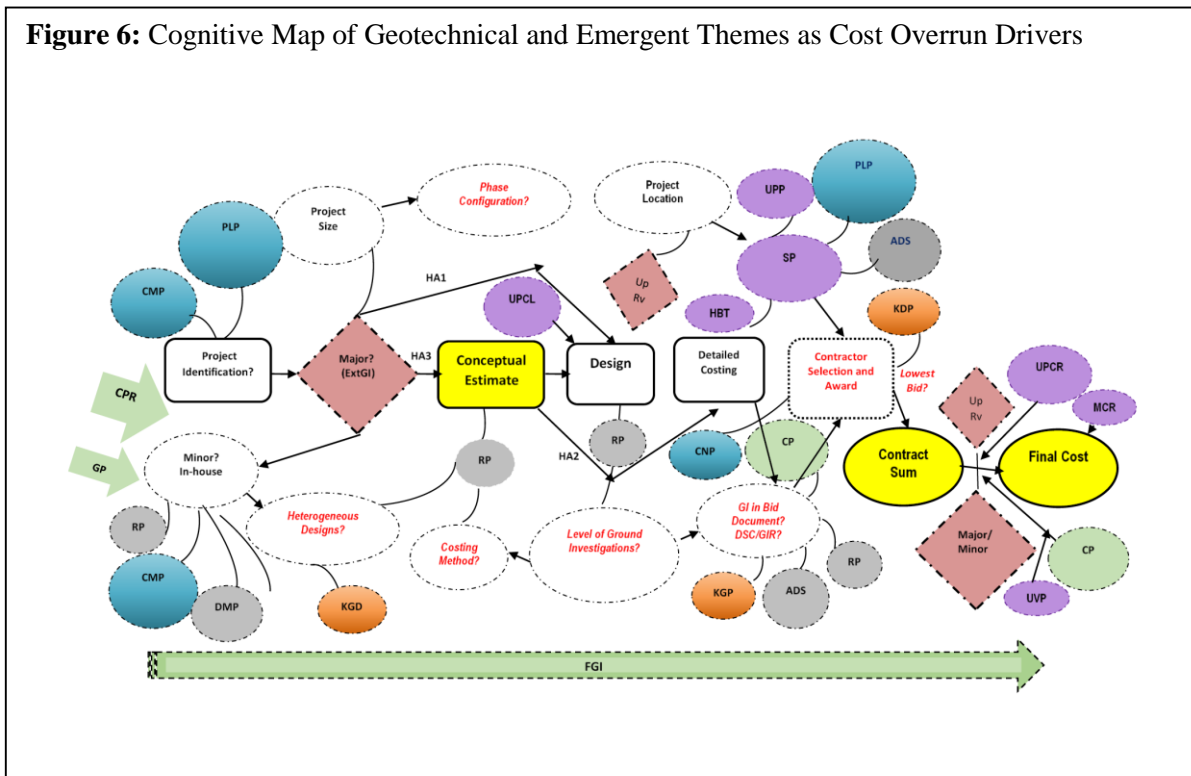 Figure 6: Cognitive Map of Geotechnical and Emergent Themes as Cost Overrun Drivers
PLP
CMP
Project
Size
Phase
Configuration?
Project
Location
UPP
PLP
SP
ADS
HBT
KDP
Up
Rv
HA1
UPCL
Project
Identification?
Major?
(ExtGI)
HA3
Conceptual
Estimate
Design
Detailed
Costing
Contractor
Selection and
Award
Lowest
Bid?
CPR
GP
Minor?
In-house
RP
CMP
DMP
Heterogeneous
Designs?
KGD
RP
Costing
Method?
HA2
RP
Level of Ground
Investigations?
CNP
CP
GI in Bid
Document?
DSC/GIR?
KGP
ADS
RP
Contract
Sum
Up
Rv
UPCR
MCR
Final Cost
Major/
Minor
CP
UVP
FGI